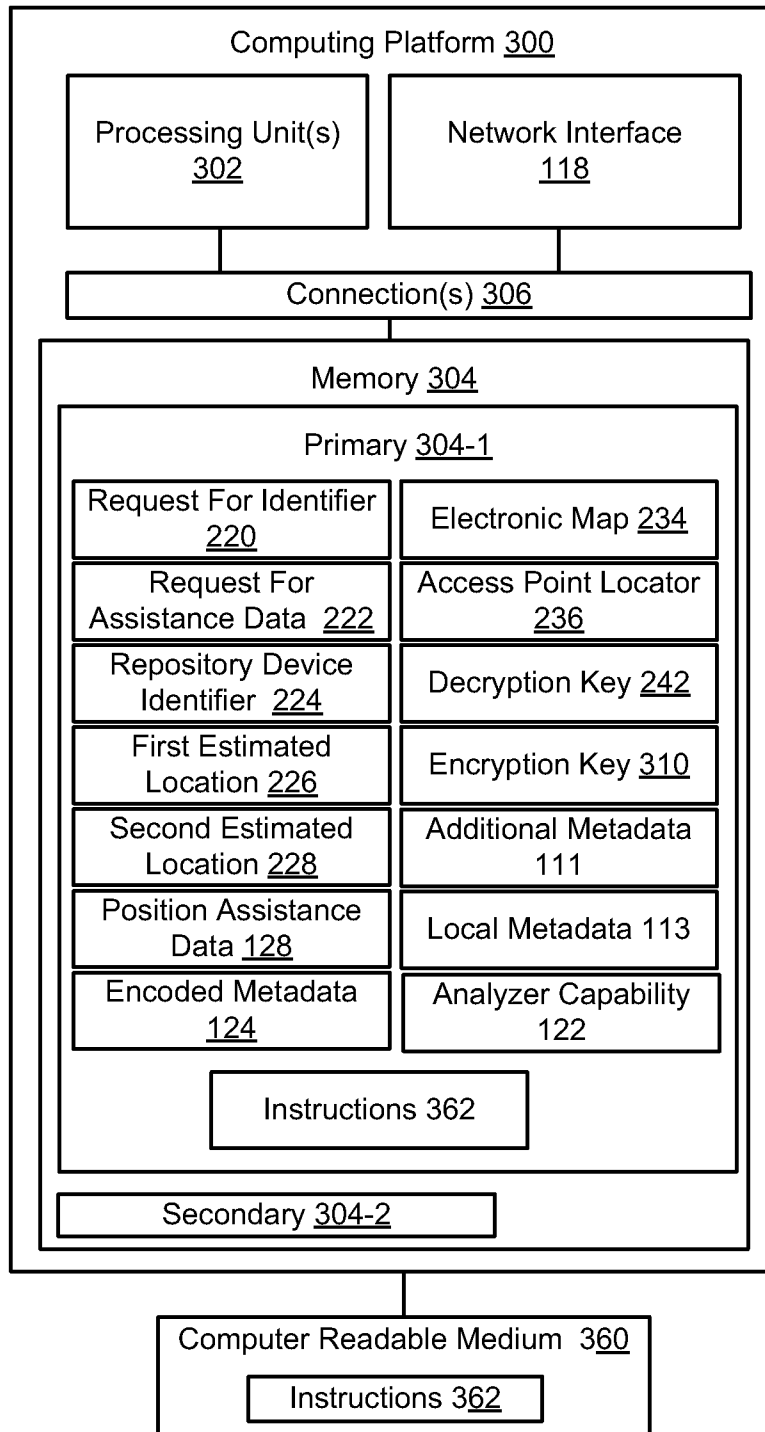 Computing Platform 300
Processing Unit(s)
302
Network Interface
118
Connection(s) 306
Memory 304
Primary 304-1
Request For Identifier
220
Electronic Map 234
Request For
Assistance Data 222
Access Point Locator
236
Repository Device
Identifier 224
Decryption Key 242
First Estimated
Location 226
Encryption Key 310
Second Estimated
Location 228
Additional Metadata
111
Position Assistance
Data 128
Local Metadata 113
Encoded Metadata
124
Analyzer Capability
122
Instructions 362
Secondary 304-2
Computer Readable Medium 360
Instructions 362